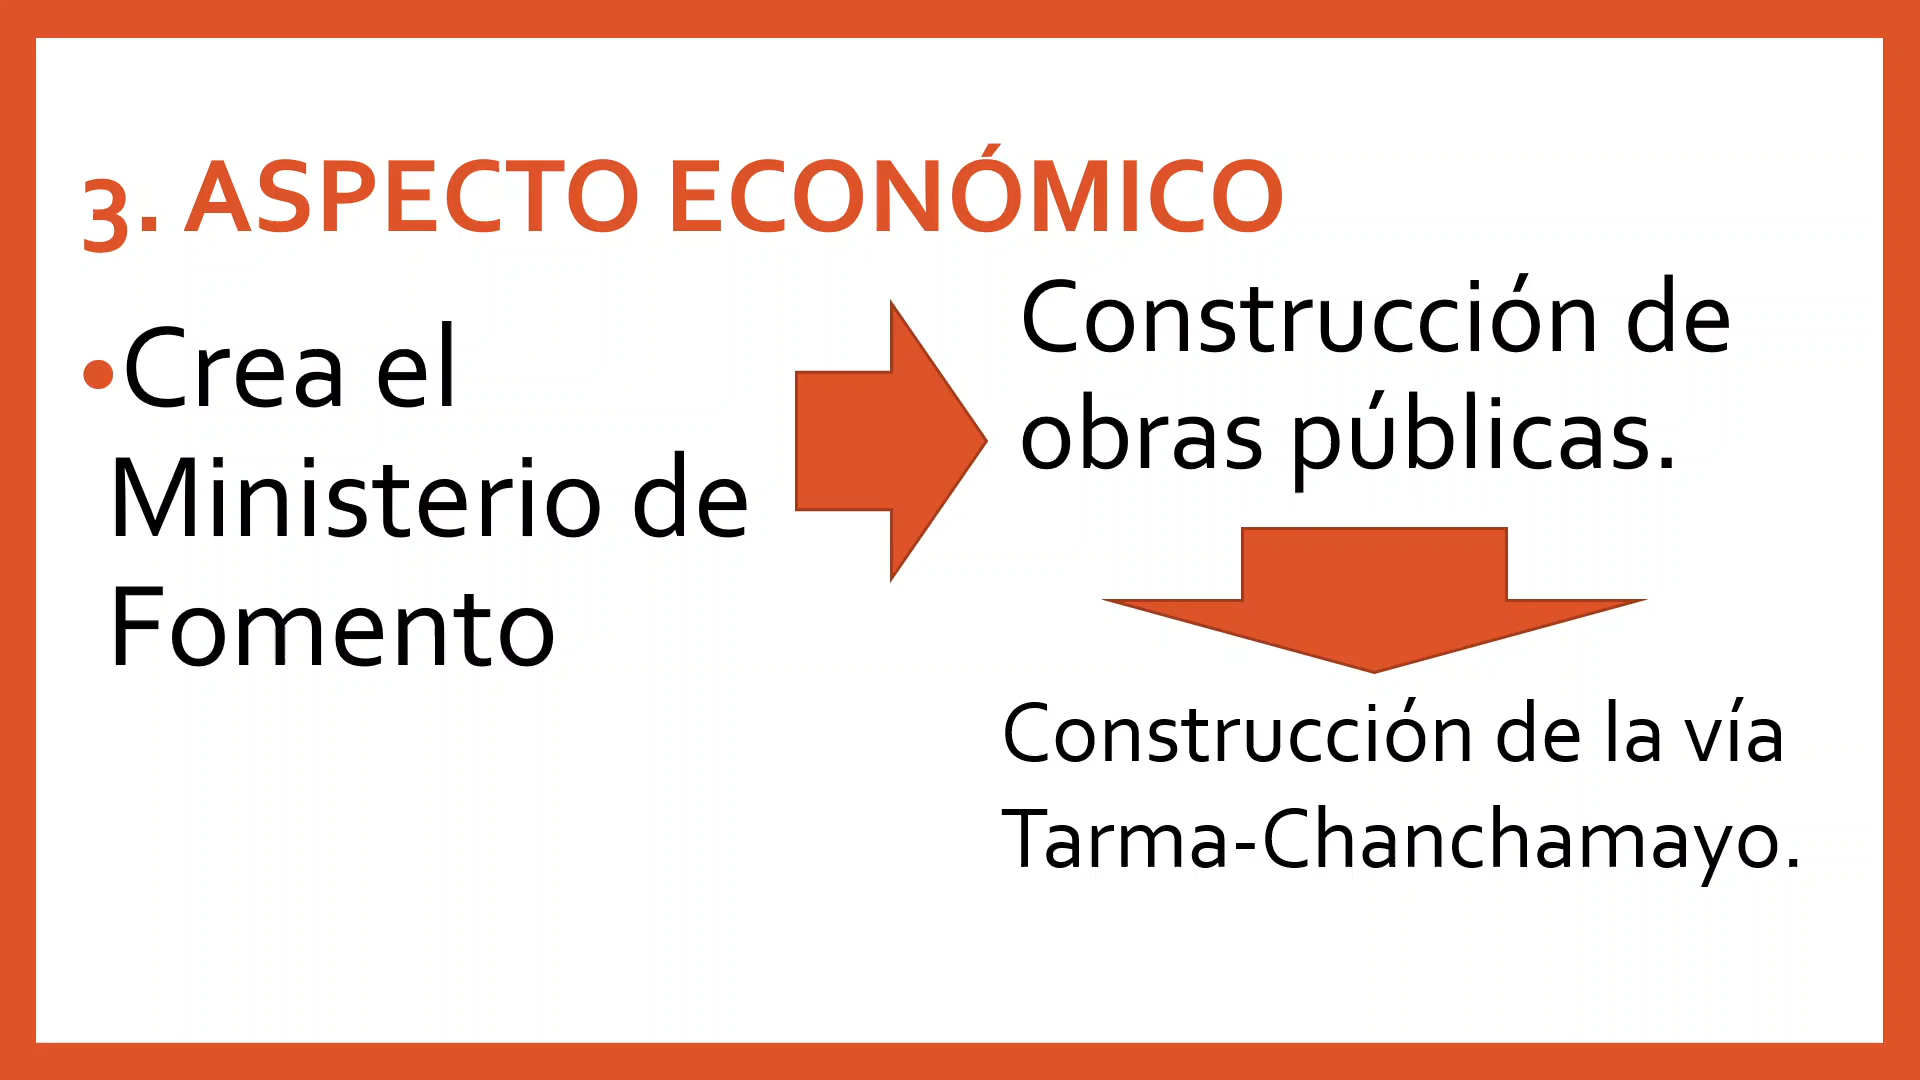 3. ASPECTO ECONÓMICO
•Crea el
Ministerio de
Fomento
Construcción de
obras públicas.
Construcción de la vía
Tarma-Chanchamayo.